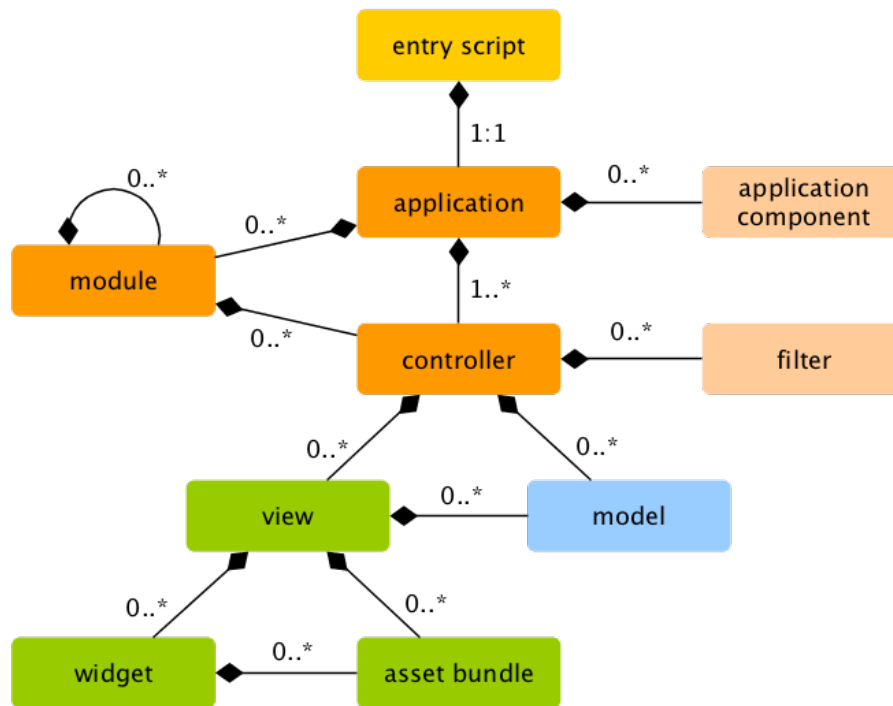 entry script
1:1
0..*
0..*
application
0..*
application
component
module
0..*
1..*
controller
0..*
filter
0..*
0..*
view
0..*
model
0..*
0..*
widget
0..*
asset bundle